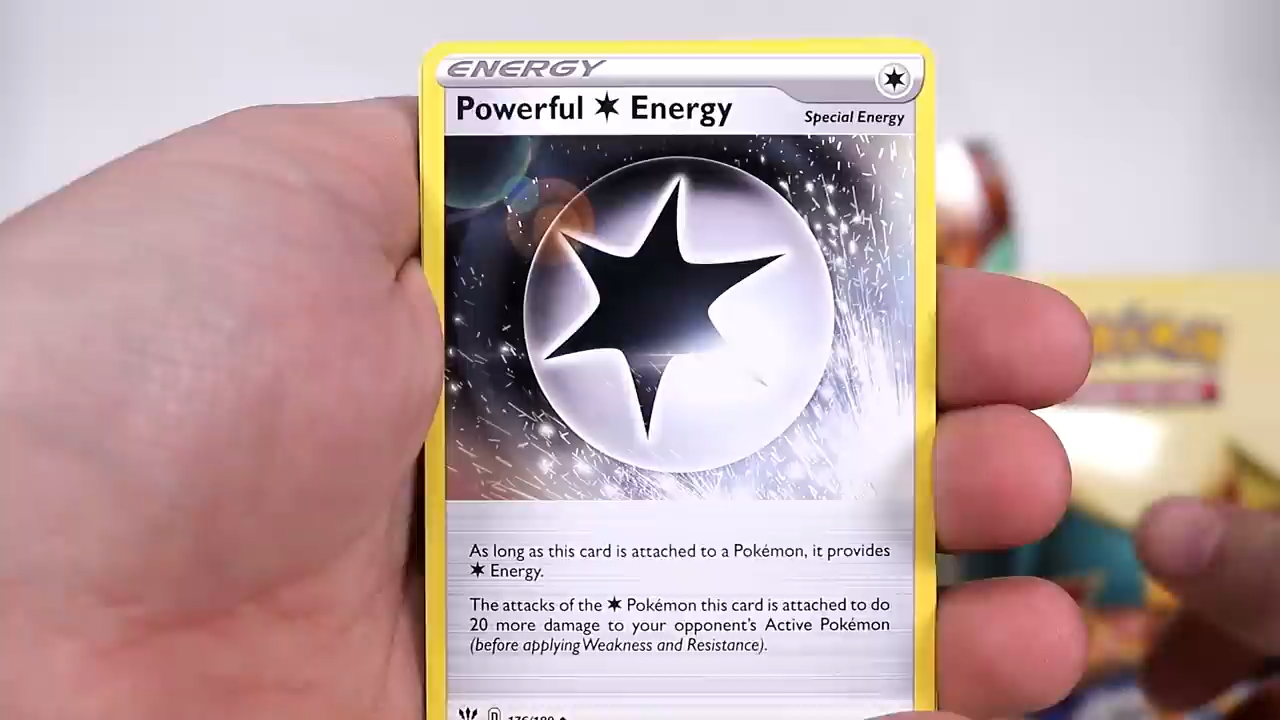 ENERGY
Powerful Energy
Special Energy
As long as this card is attached to a Pokémon, it provides
Energy.
The attacks of the Pokémon this card is attached to do
20 more damage to your opponent's Active Pokémon
(before applying Weakness and Resistance).
D 176/189